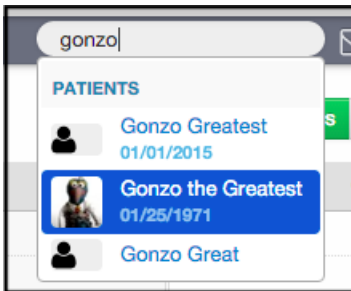 gonzo
PATIENTS
Gonzo Greatest
01/01/2015
Gonzo the Greatest
01/25/1971
Gonzo Great
s